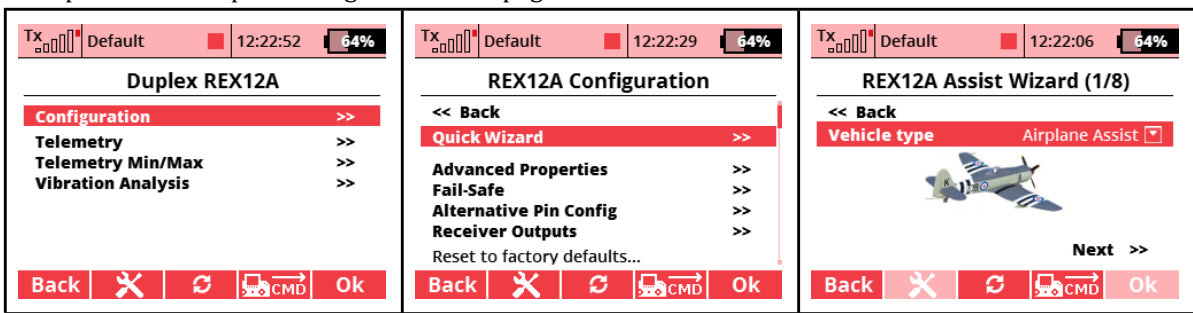 Tx Default 12:22:52 64%
Duplex REX12A
Configuration >>
Telemetry >>
Telemetry Min/Max >>
Vibration Analysis >>
Back CMD Ok
Tx Default 12:22:29 64%
REX12A Configuration
<< Back
Quick Wizard >>
Advanced Properties >>
Fail-Safe >>
Alternative Pin Config >>
Receiver Outputs >>
Reset to factory defaults...
Back CMD Ok
Tx Default 12:22:06 64%
REX12A Assist Wizard (1/8)
<< Back
Vehicle type Airplane Assist
K
Next >>
Back CMD Ok